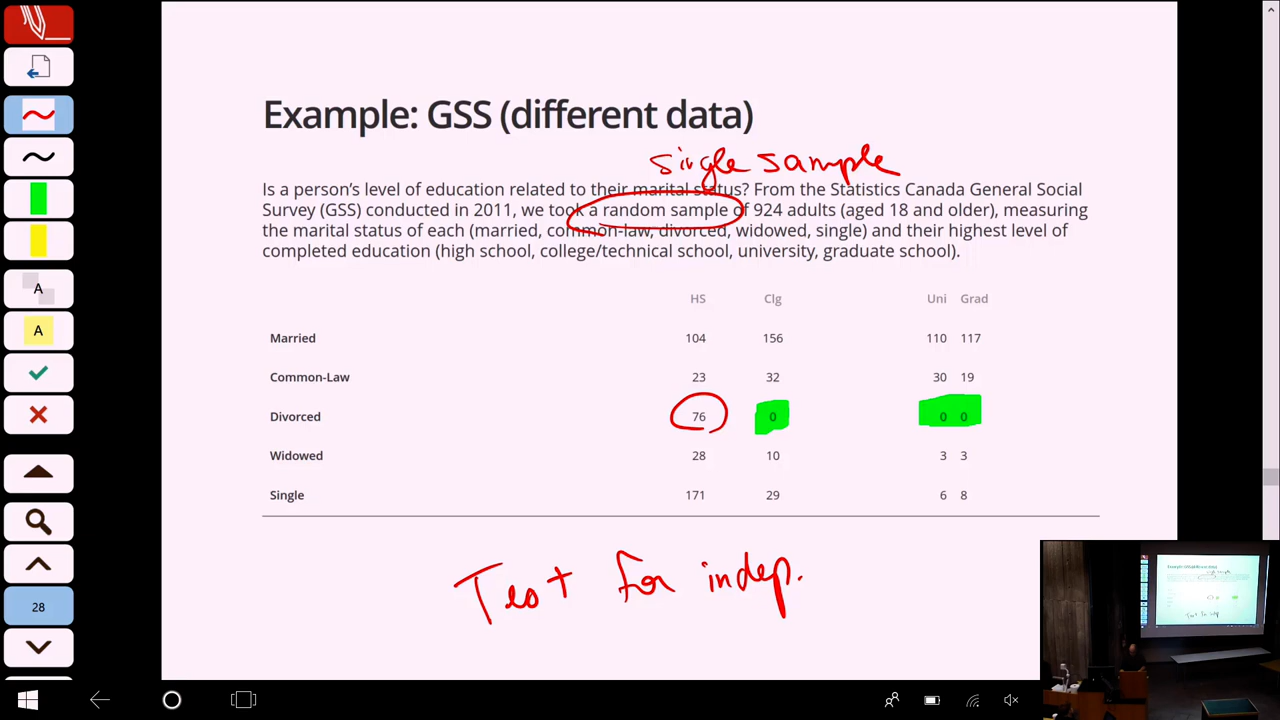 Example: GSS (different data)
single sample
Is a person's level of education related to their marital status? From the Statistics Canada General Social
Survey (GSS) conducted in 2011, we took a random sample of 924 adults (aged 18 and older), measuring
the marital status of each (married, common-law, divorced, widowed, single) and their highest level of
completed education (high school, college/technical school, university, graduate school).
HS Clg Uni Grad
Married 104 156 110 117
Common-Law 23 32 30 19
Divorced 76 0 0 0
Widowed 28 10 3 3
Single 171 29 6 8
Test for indep.
A
A
28